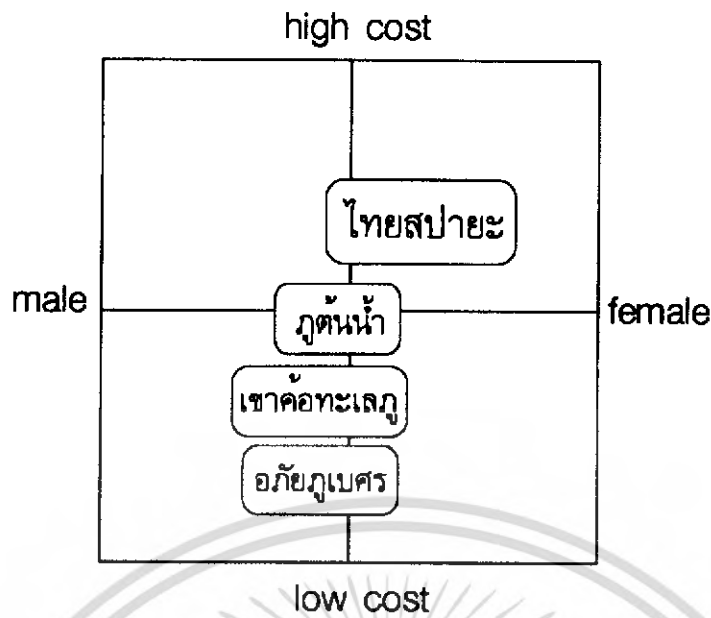 high cost
ไทยสปายะ
male
ภูต้นน้ำ
female
เขาค้อทะเลภู
อภัยภูเบศร
low cost